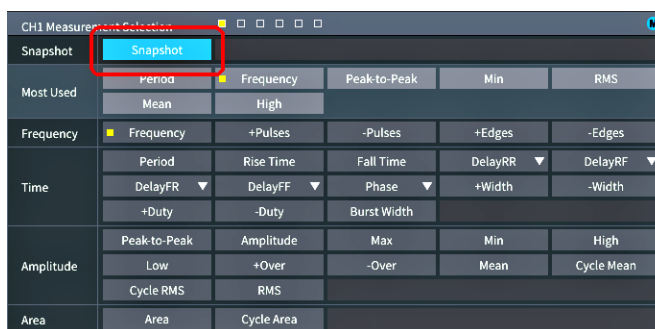 CH1 Measurement Selection
Snapshot Snapshot
Most Used Period Frequency Peak-to-Peak Min RMS
Mean High
Frequency Frequency +Pulses -Pulses +Edges -Edges
Time Period Rise Time Fall Time DelayRR DelayRF
DelayFR DelayFF Phase +Width -Width
+Duty -Duty Burst Width
Amplitude Peak-to-Peak Amplitude Max Min High
Low +Over -Over Mean Cycle Mean
Cycle RMS RMS
Area Area Cycle Area